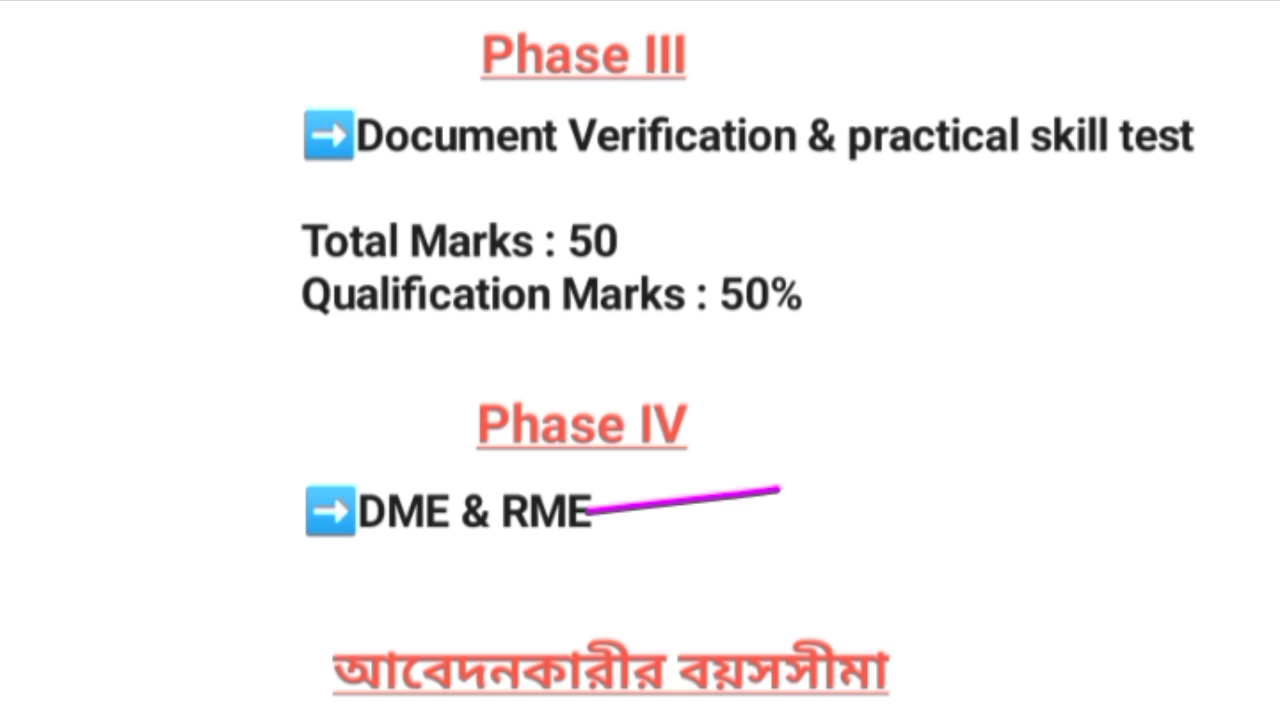 Phase III
➡️Document Verification & practical skill test
Total Marks : 50
Qualification Marks : 50%
Phase IV
➡️DME & RME
আবেদনকারীর বয়সসীমা